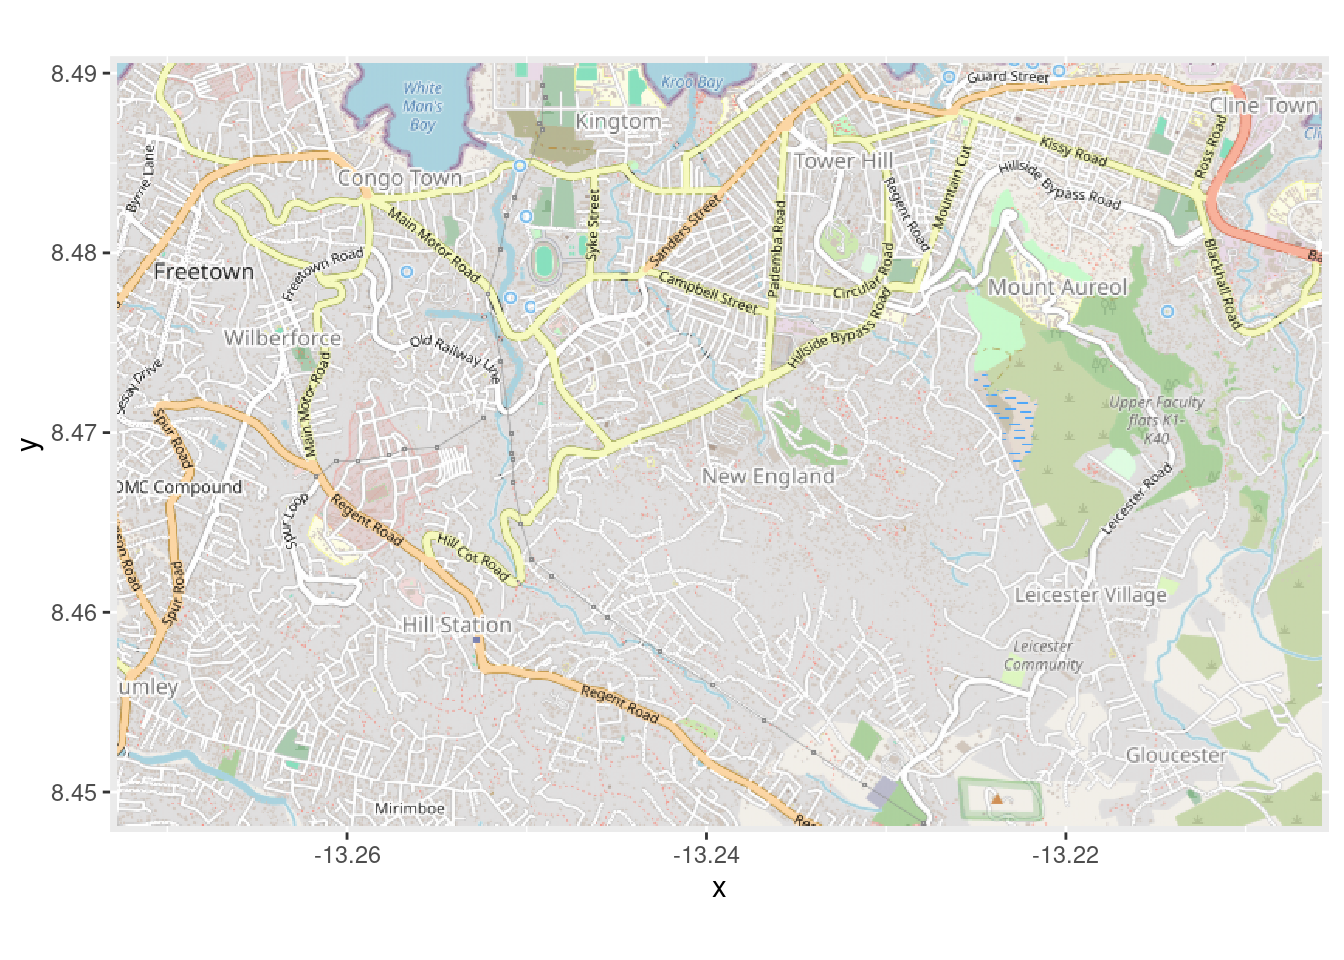 8.49
8.48
8.47
8.46
8.45
y
-13.26
-13.24
-13.22
x
White
Man's
Bay
Kroo Bay
Guard Street
Cline Town
Kingtom
Byrne Lane
Congo Town
Tower Hill
Kissy Road
Ross Road
Hillside Bypass Road
Mountain Cut
Regent Road
Main Motor Road
Syke Street
Sanders Street
Pademba Road
Freetown
Freetown Road
Campbell Street
Circular Road
Mount Aureol
Blackhall Road
Ba
Wilberforce
Old Railway Line
Hillside Bypass Road
esay Drive
Main Motor Road
Upper Faculty
flats K1-
K40
Spur Road
New England
OMC Compound
Spur Loop
Regent Road
Leicester Road
Hill Cot Road
son Road
Spur Road
Leicester Village
Hill Station
Leicester
Community
umley
Regent Road
Gloucester
Mirimboe